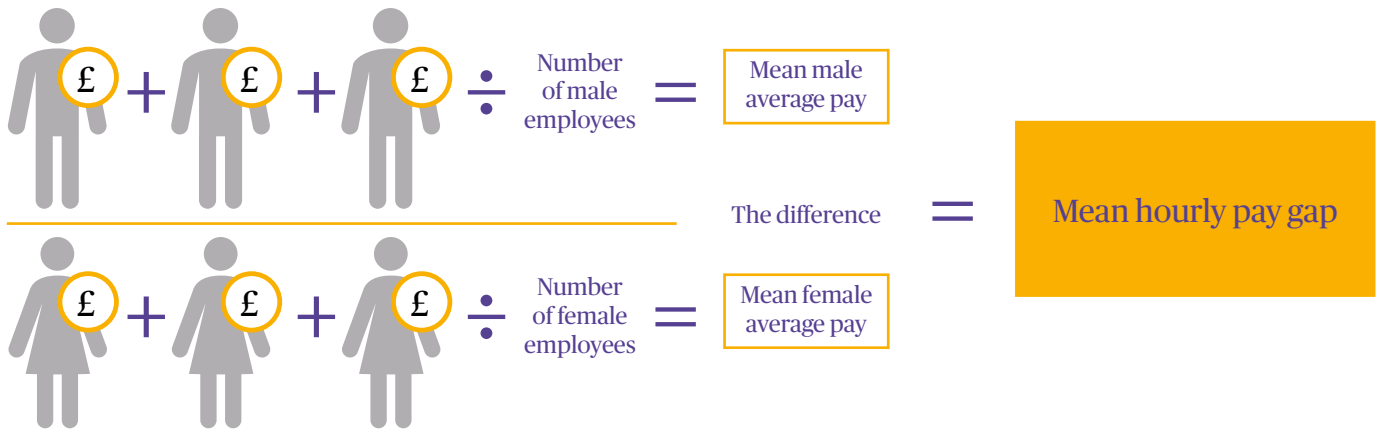 £ + £ + £ ÷
Number
of male
employees
=
Mean male
average pay
The difference
=
Mean hourly pay gap
£ + £ + £ ÷
Number
of female
employees
=
Mean female
average pay